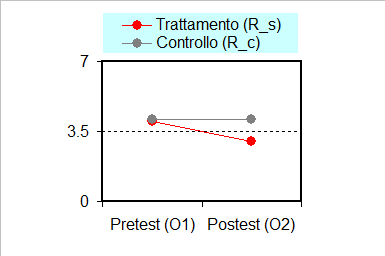 Trattamento (R_s)
Controllo (R_c)
7
3.5
0
Pretest (O1) Postest (O2)